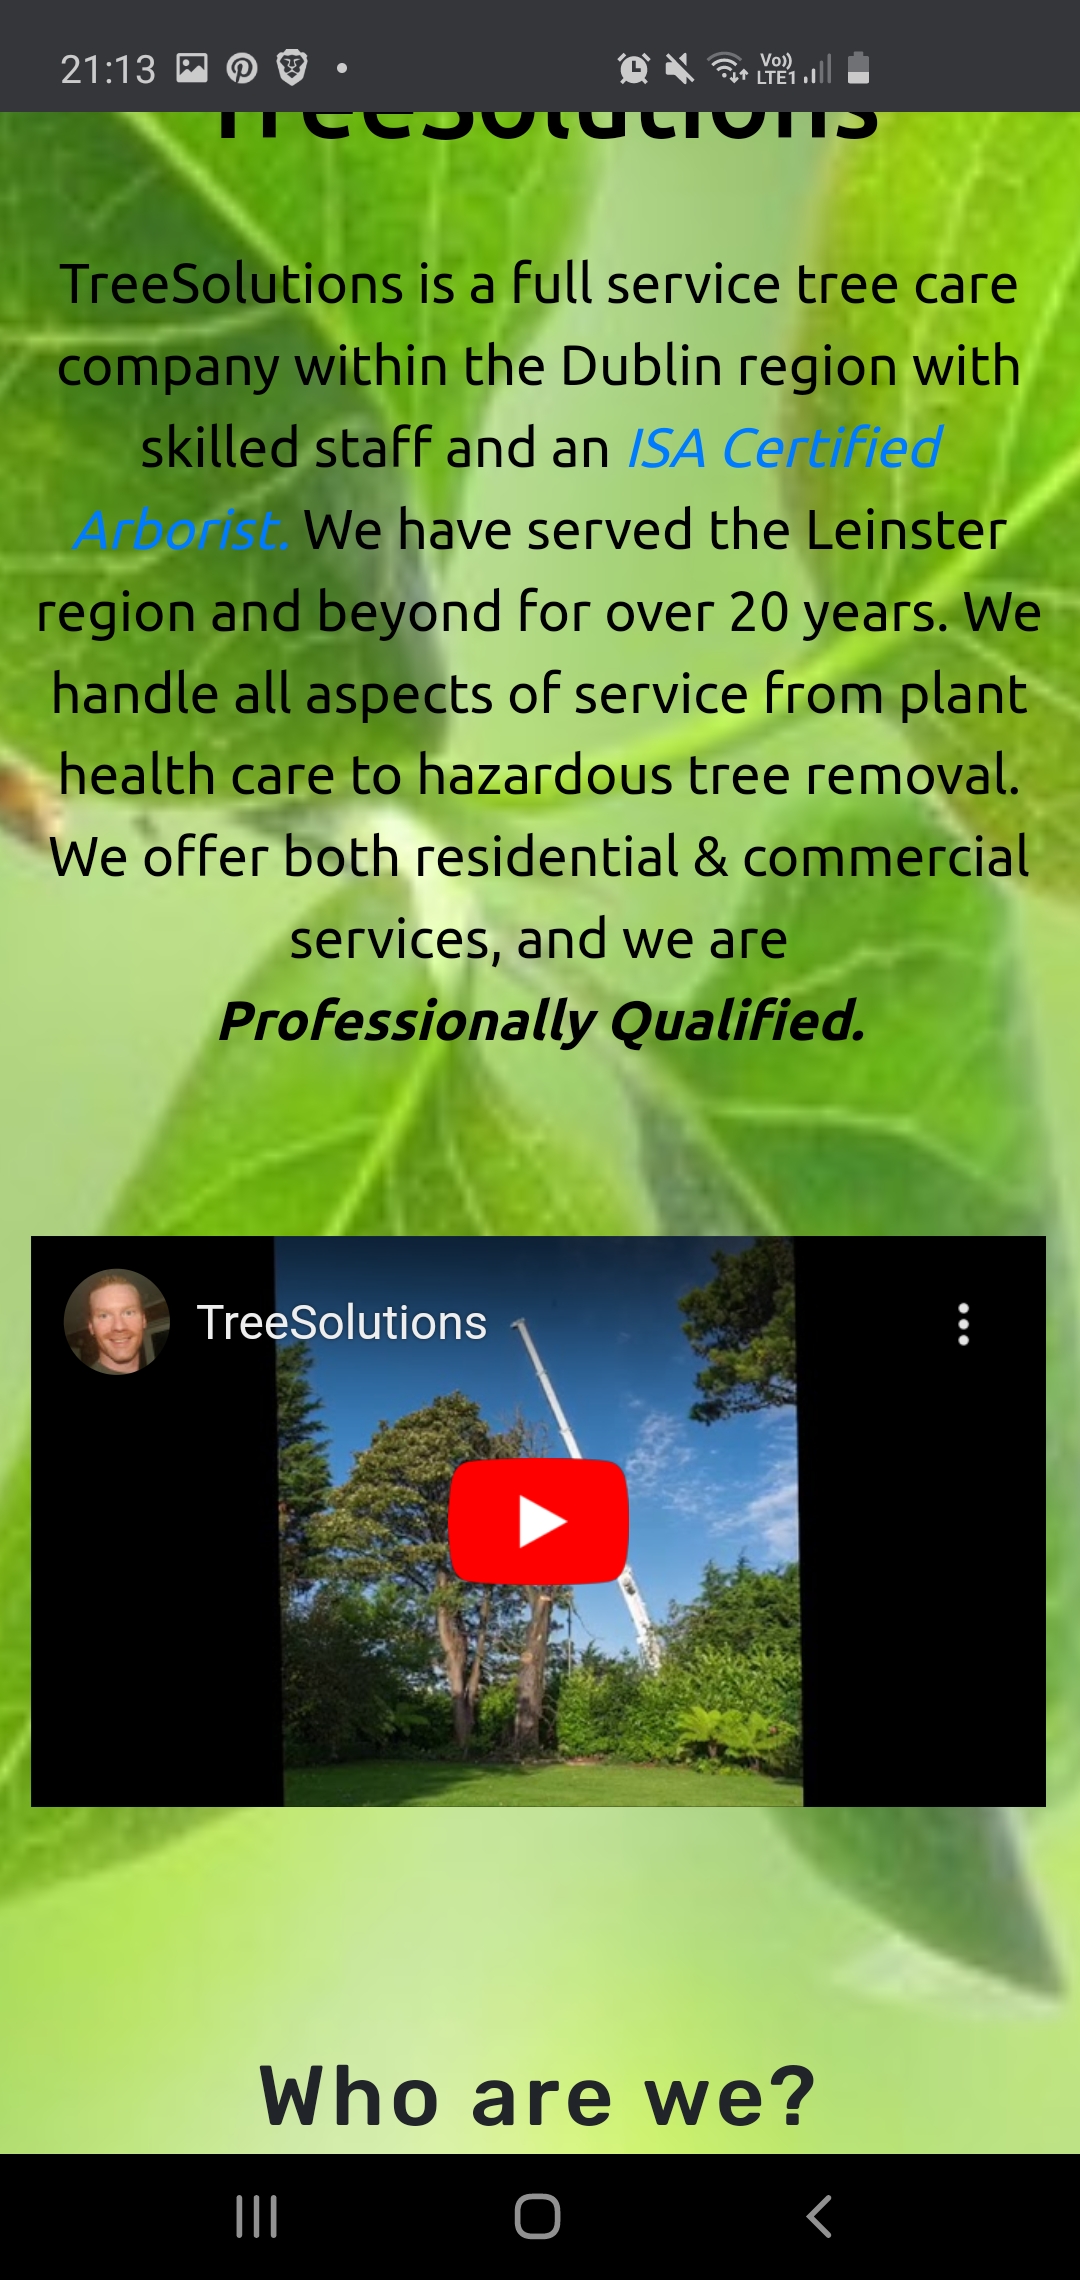 21:13
Vo))
LTE1
TreeSolutions
TreeSolutions is a full service tree care
company within the Dublin region with
skilled staff and an ISA Certified
Arborist. We have served the Leinster
region and beyond for over 20 years. We
handle all aspects of service from plant
health care to hazardous tree removal.
We offer both residential & commercial
services, and we are
Professionally Qualified.
TreeSolutions
Who are we?